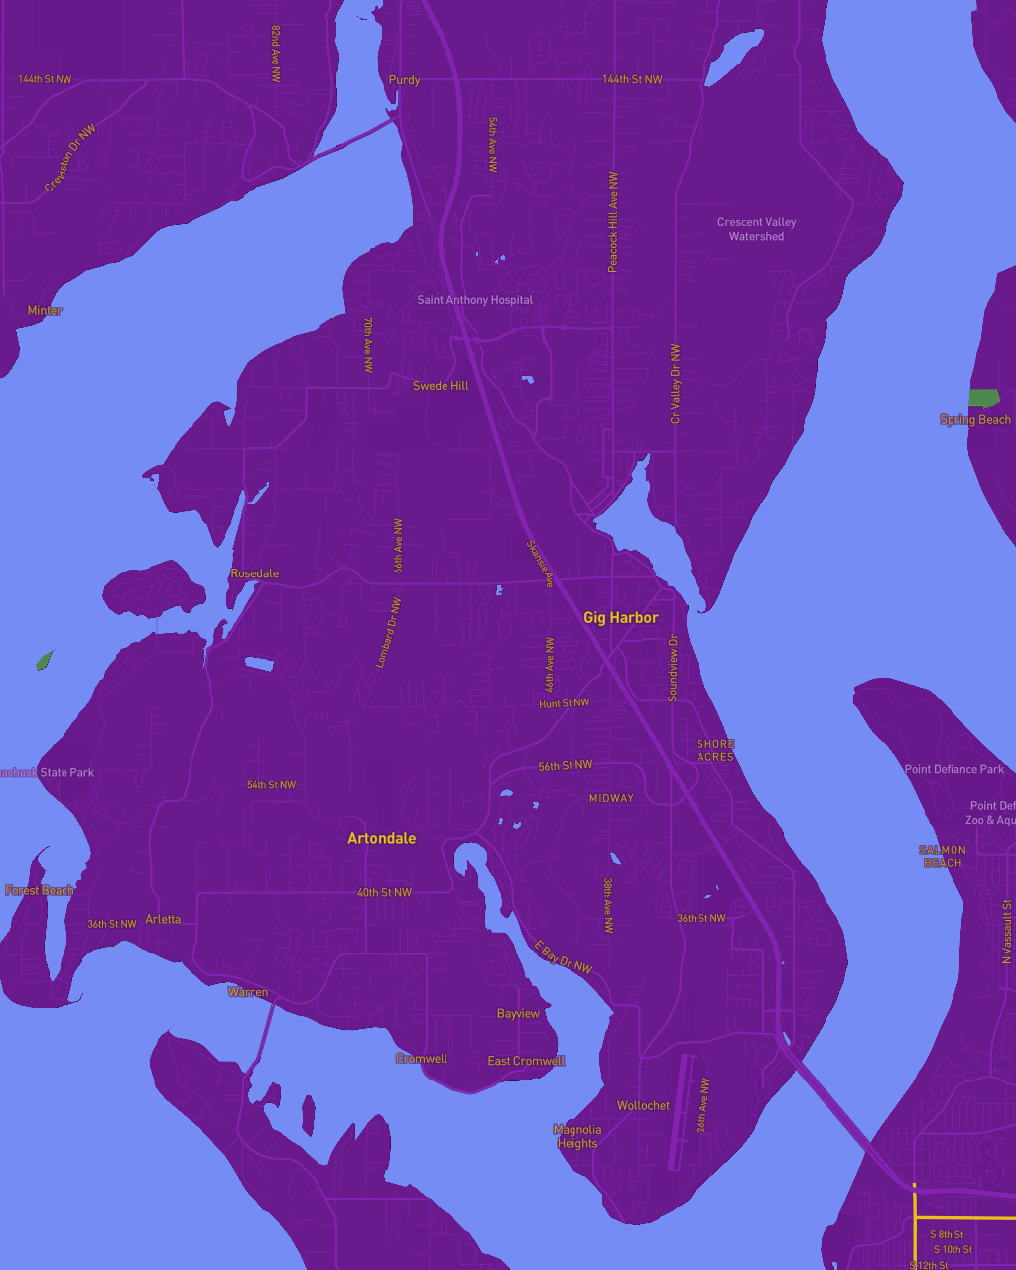 82nd Ave NW
144th St NW
Purdy
144th St NW
Creviston Dr NW
54th Ave NW
Peacock Hill Ave NW
Crescent Valley
Watershed
Saint Anthony Hospital
Minter
70th Ave NW
Swede Hill
Cr Valley Dr NW
Spring Beach
56th Ave NW
Skansie Ave
Rosedale
Gig Harbor
Lombard Dr NW
46th Ave NW
Soundview Dr
Hunt St NW
SHORE
ACRES
achuck State Park
56th St NW
Point Defiance Park
54th St NW
MIDWAY
Point Def
Zoo & Aqu
Artondale
SALMON
BEACH
Forest Beach
40th St NW
38th Ave NW
36th St NW
Arletta
36th St NW
N Vassault St
E Bay Dr NW
Warren
Bayview
Cromwell
East Cromwell
Wollochet
26th Ave NW
Magnolia
Heights
S 8th St
S 10th St
S 12th St